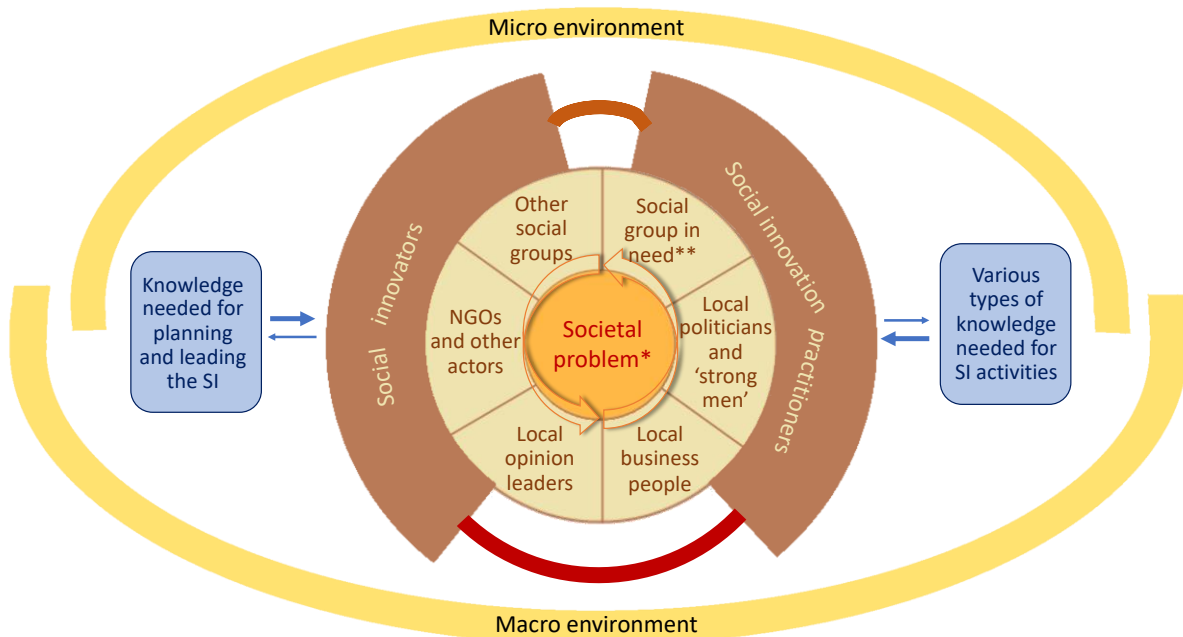 Micro environment
Social innovators
Social innovation practitioners
Other
social
groups
Social
group in
need**
Knowledge
needed for
planning
and leading
the SI
NGOs
and other
actors
Societal
problem*
Local
politicians
and
‘strong
men’
Various
types of
knowledge
needed for
SI activities
Local
opinion
leaders
Local
business
people
Macro environment